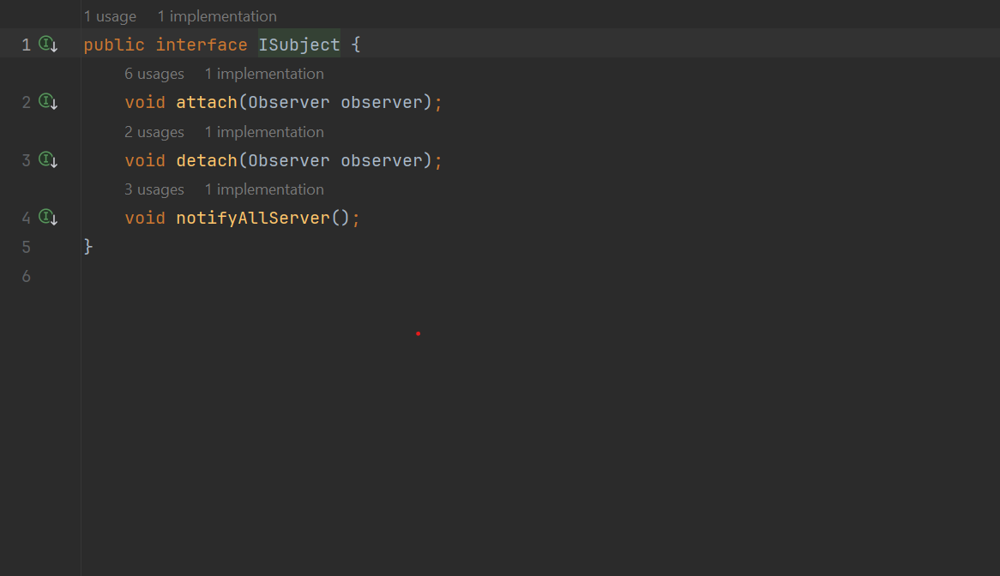 1 usage 1 implementation
1 public interface ISubject {
6 usages 1 implementation
2 void attach(Observer observer);
2 usages 1 implementation
3 void detach(Observer observer);
3 usages 1 implementation
4 void notifyAllServer();
5 }
6